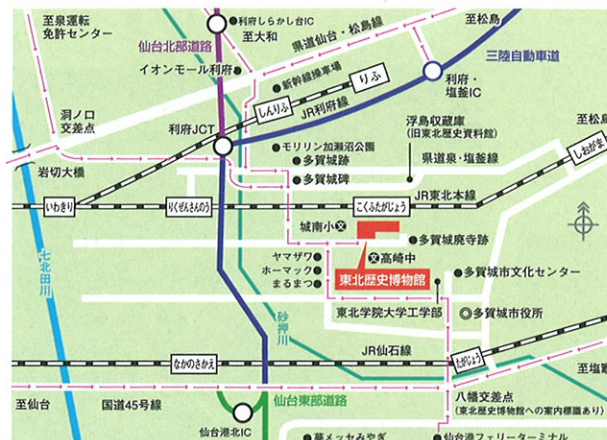 至泉運転
免許センター
仙台北部道路
利府しらかし台IC
至大和
県道仙台・松島線
至松島
三陸自動車道
イオンモール利府
新幹線操車場
りふ
しんりふ
JR利府線
利府・
塩釜IC
洞ノ口
交差点
利府JCT
モリリン加瀬沼公園
浮島収蔵庫
(旧東北歴史資料館)
至松島
しおがま
岩切大橋
多賀城跡
多賀城碑
県道泉・塩釜線
JR東北本線
いわきり
りくぜんさんのう
こくふたがじょう
城南小
文
多賀城廃寺跡
七北田川
ヤマザワ
ホーマック
まるまつ
文
高崎中
東北歴史博物館
多賀城市文化センター
東北学院大学工学部
多賀城市役所
砂押川
JR仙石線
なかのさかえ
たがじょう
至塩竈
至仙台
国道45号線
仙台東部道路
八幡交差点
(東北歴史博物館への案内標識あり)
仙台港北IC
夢メッセみやぎ
仙台港フェリーターミナル